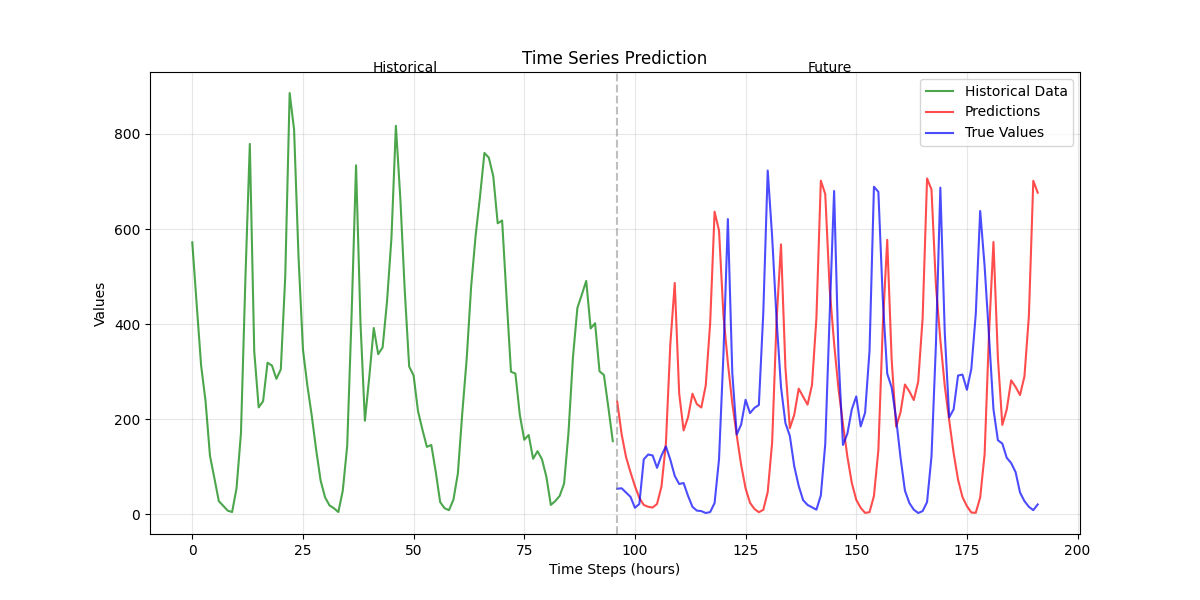 Time Series Prediction
Historical
Future
Historical Data
Predictions
True Values
Values
800
600
400
200
0
0
25
50
75
100
125
150
175
200
Time Steps (hours)